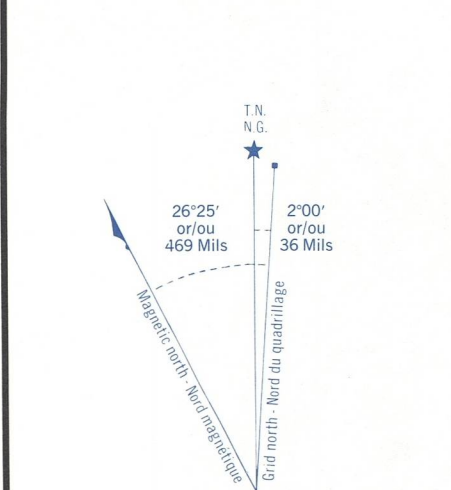 T.N.
N.G.
26°25′
or/ou
469 Mils
2°00′
or/ou
36 Mils
Magnetic north - Nord magnétique
Grid north - Nord du quadrillage